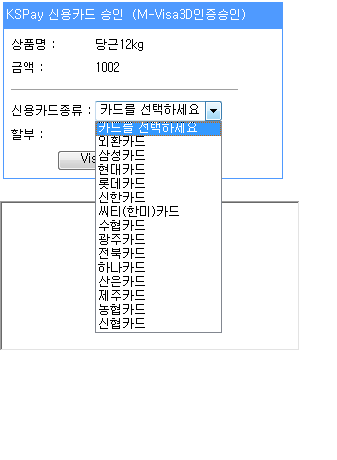 KSPay 신용카드 승인 (M-Visa3D인증승인)
상품명 : 당근12kg
금액 : 1002
신용카드종류 : 카드를 선택하세요
할부 :
카드를 선택하세요
외환카드
삼성카드
현대카드
롯데카드
신한카드
씨티(한미)카드
수협카드
광주카드
전북카드
하나카드
산은카드
제주카드
농협카드
신협카드